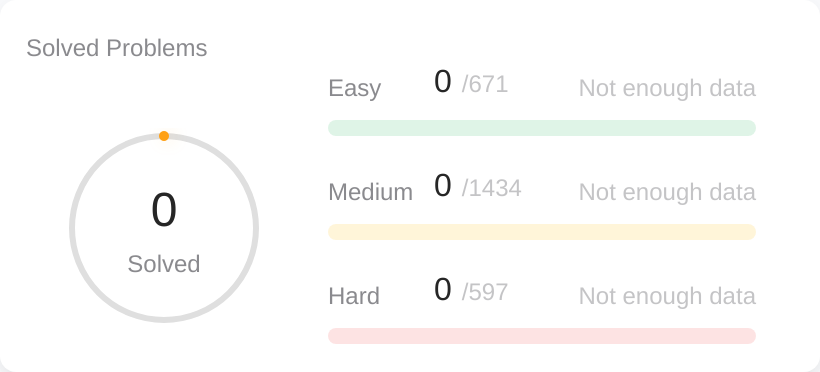 Solved Problems
0
Solved
Easy 0 /671 Not enough data
Medium 0 /1434 Not enough data
Hard 0 /597 Not enough data